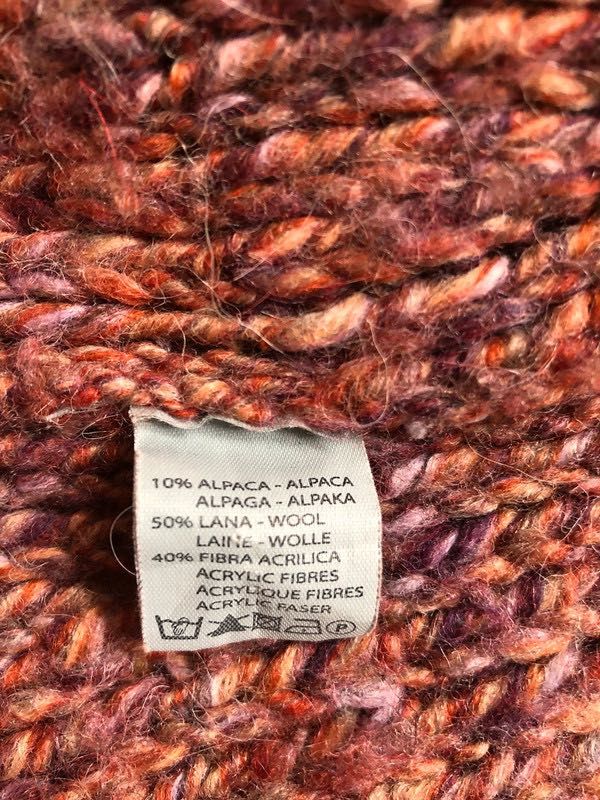 10% ALPACA - ALPACA
ALPAGA - ALPAKA
50% LANA - WOOL
LAINE - WOLLE
40% FIBRA ACRILICA
ACRYLIC FIBRES
ACRYLIQUE FIBRES
ACRYLIC FASER
P